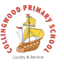 COLLINGWOOD PRIMARY SCHOOL
Loyalty & Service